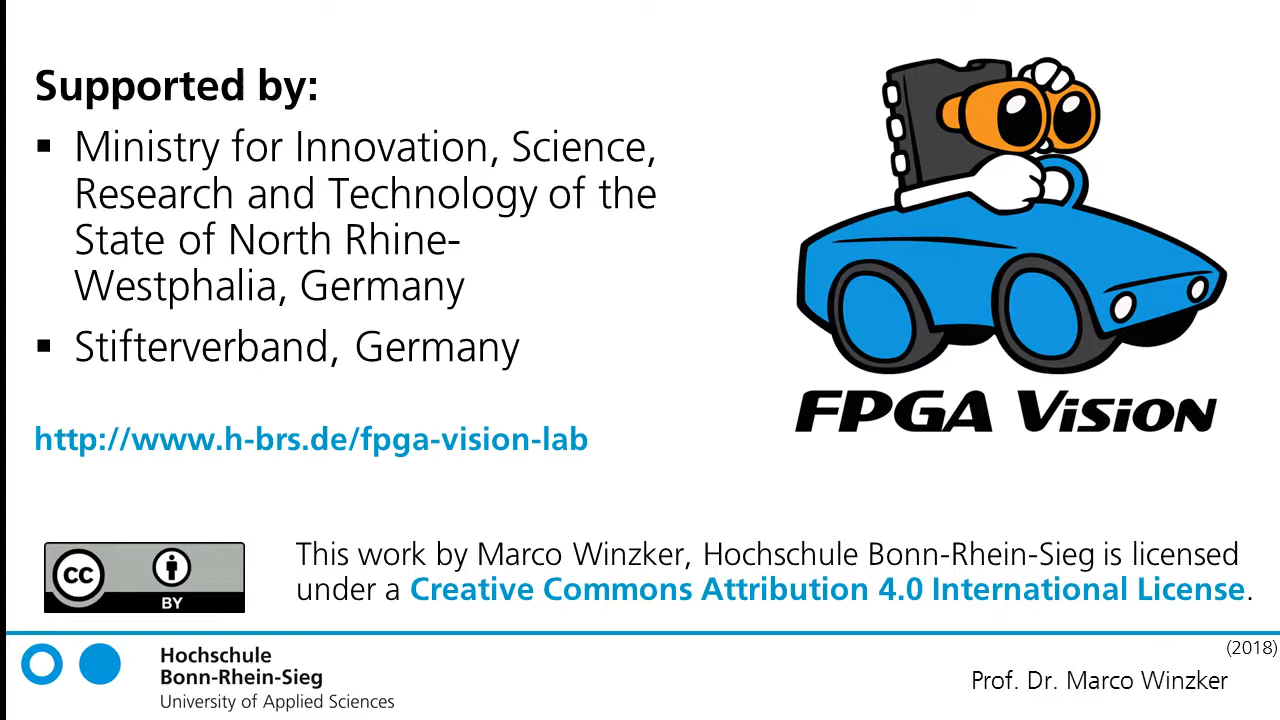 Supported by:
▪ Ministry for Innovation, Science,
Research and Technology of the
State of North Rhine-
Westphalia, Germany
▪ Stifterverband, Germany
http://www.h-brs.de/fpga-vision-lab
FPGA VISION
CC
BY
This work by Marco Winzker, Hochschule Bonn-Rhein-Sieg is licensed
under a Creative Commons Attribution 4.0 International License.
Hochschule
Bonn-Rhein-Sieg
University of Applied Sciences
(2018)
Prof. Dr. Marco Winzker